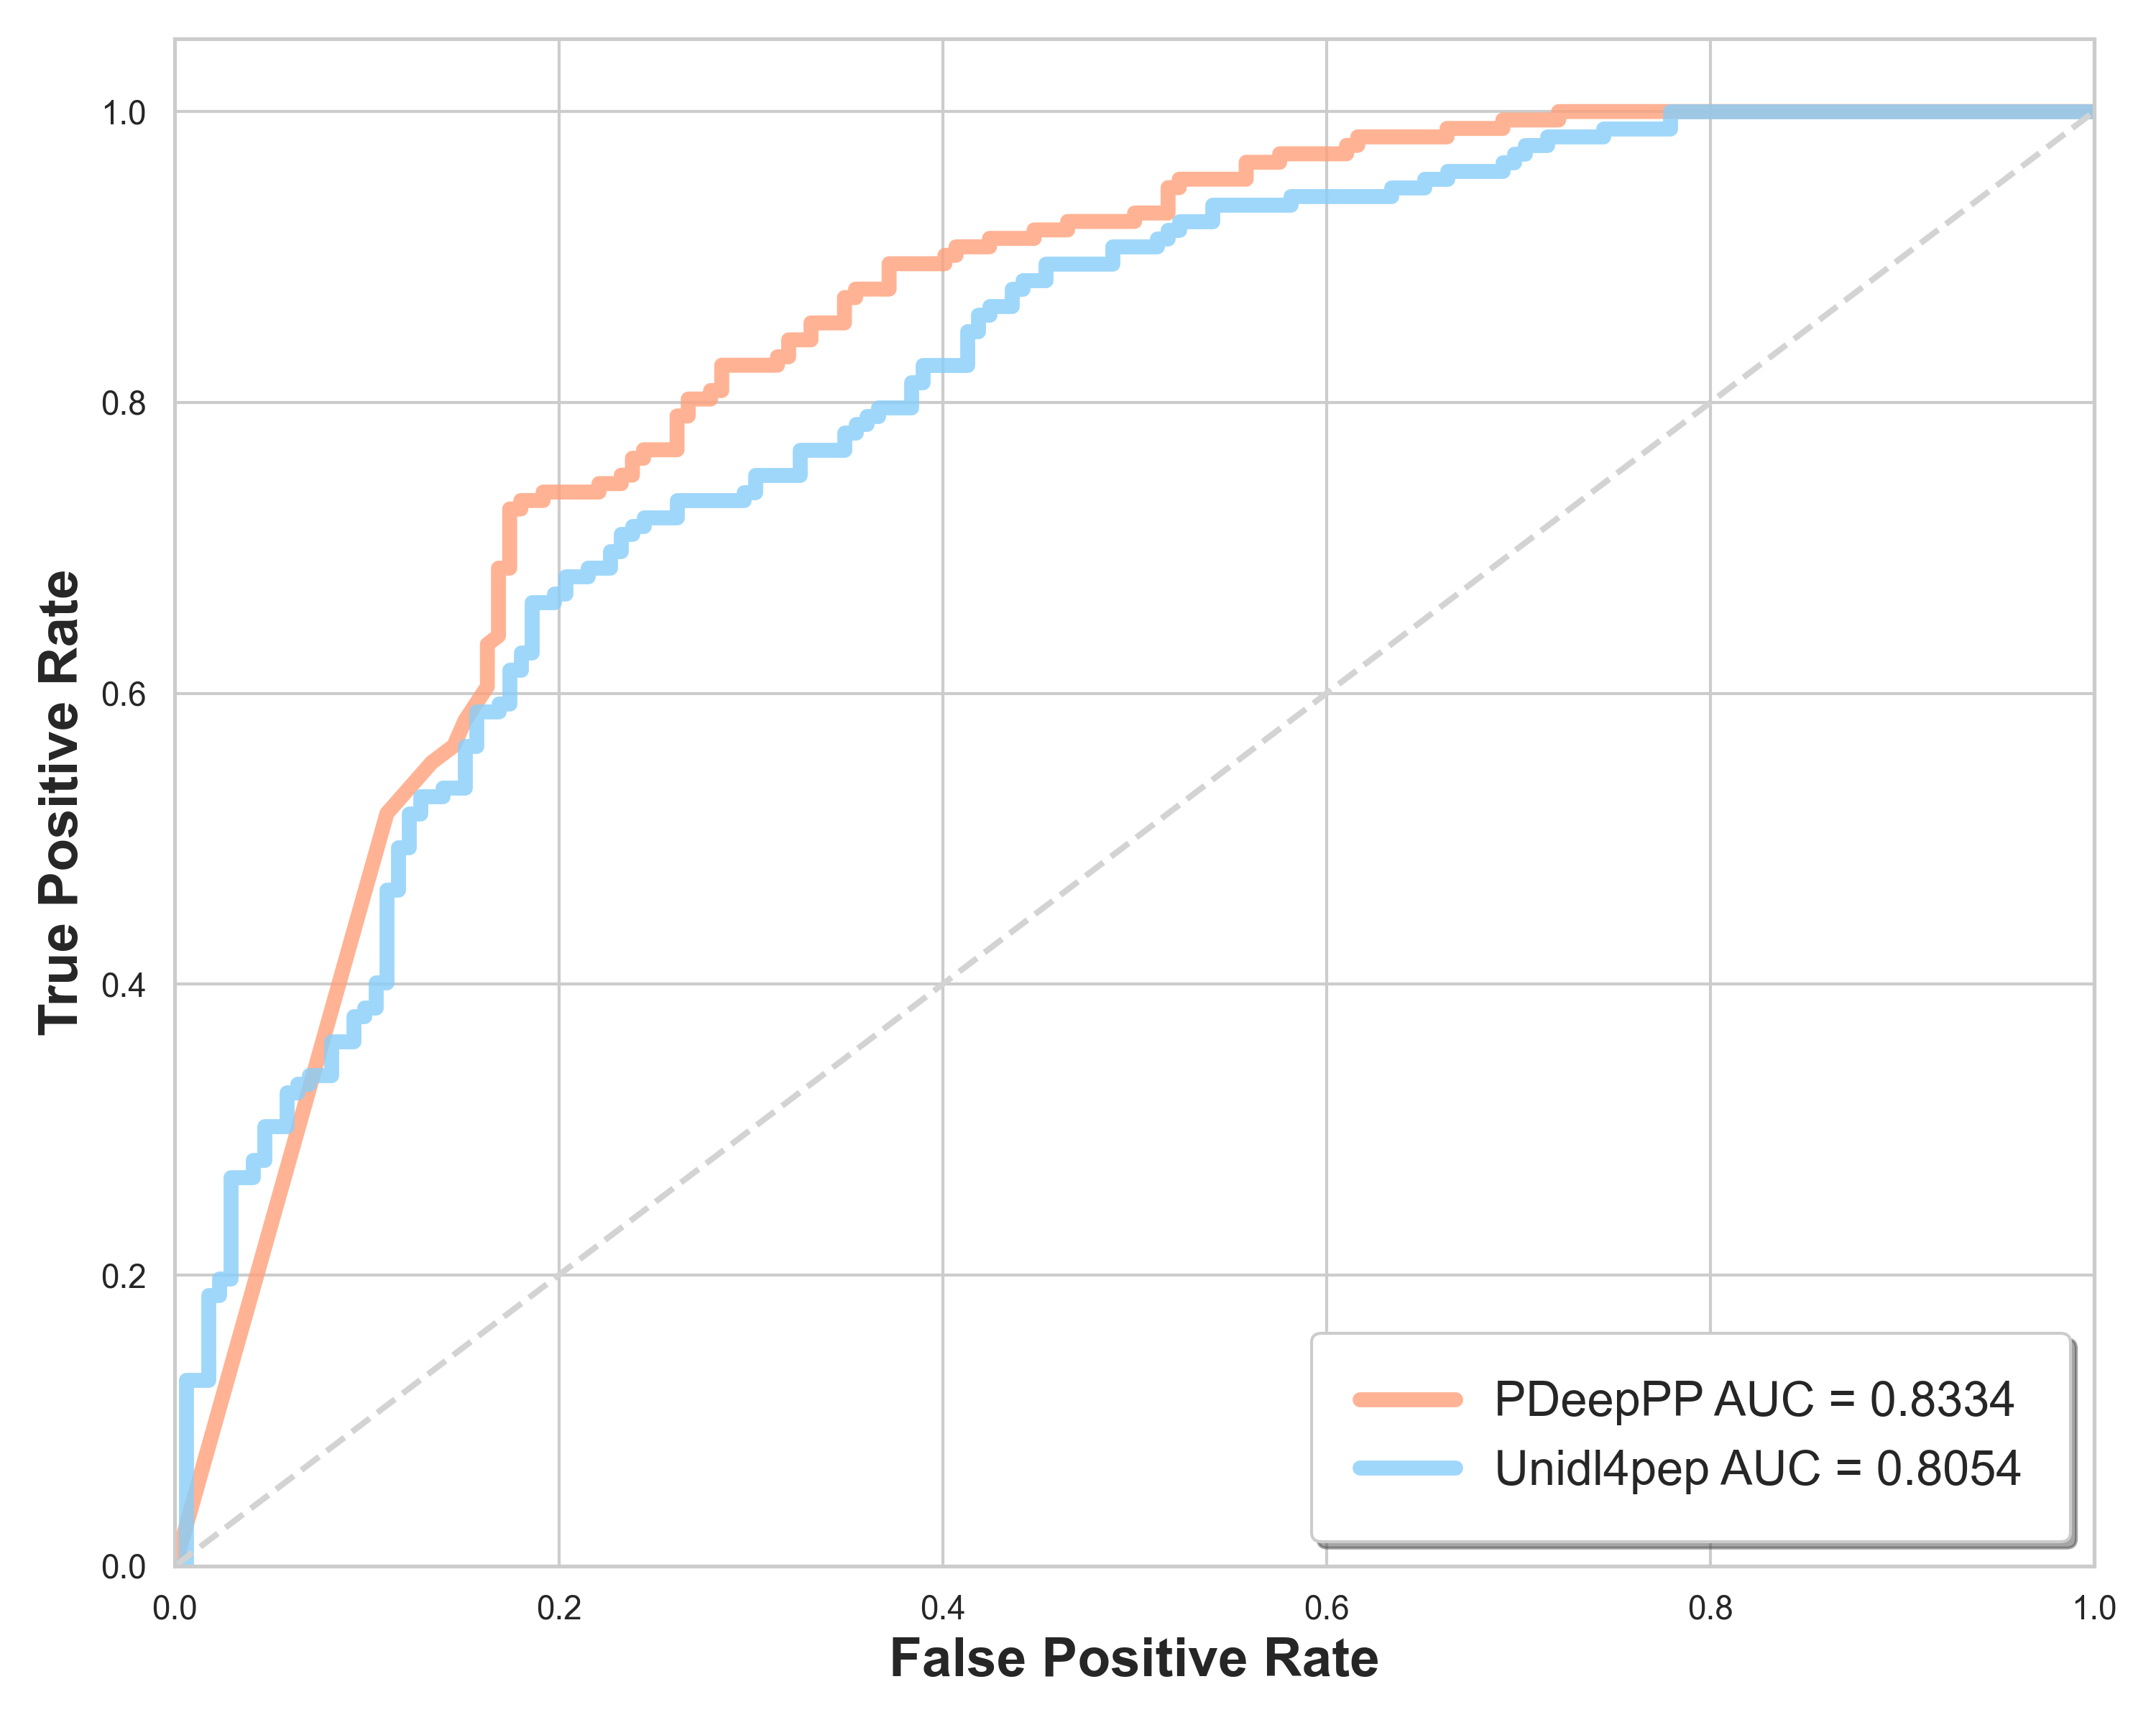 True Positive Rate
1.0
0.8
0.6
0.4
0.2
0.0
PDeepPP AUC = 0.8334
Unidl4pep AUC = 0.8054
0.0 0.2 0.4 0.6 0.8 1.0
False Positive Rate